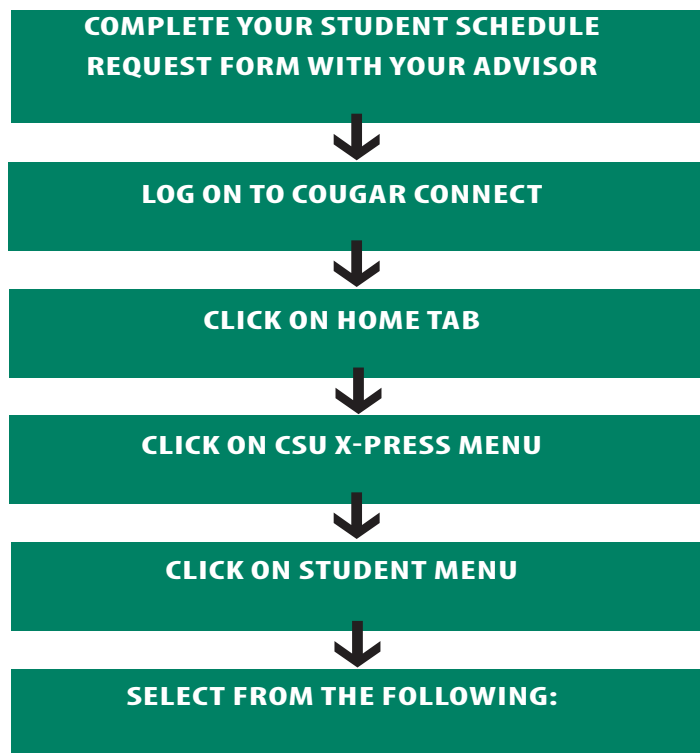 COMPLETE YOUR STUDENT SCHEDULE
REQUEST FORM WITH YOUR ADVISOR
LOG ON TO COUGAR CONNECT
CLICK ON HOME TAB
CLICK ON CSU X-PRESS MENU
CLICK ON STUDENT MENU
SELECT FROM THE FOLLOWING: